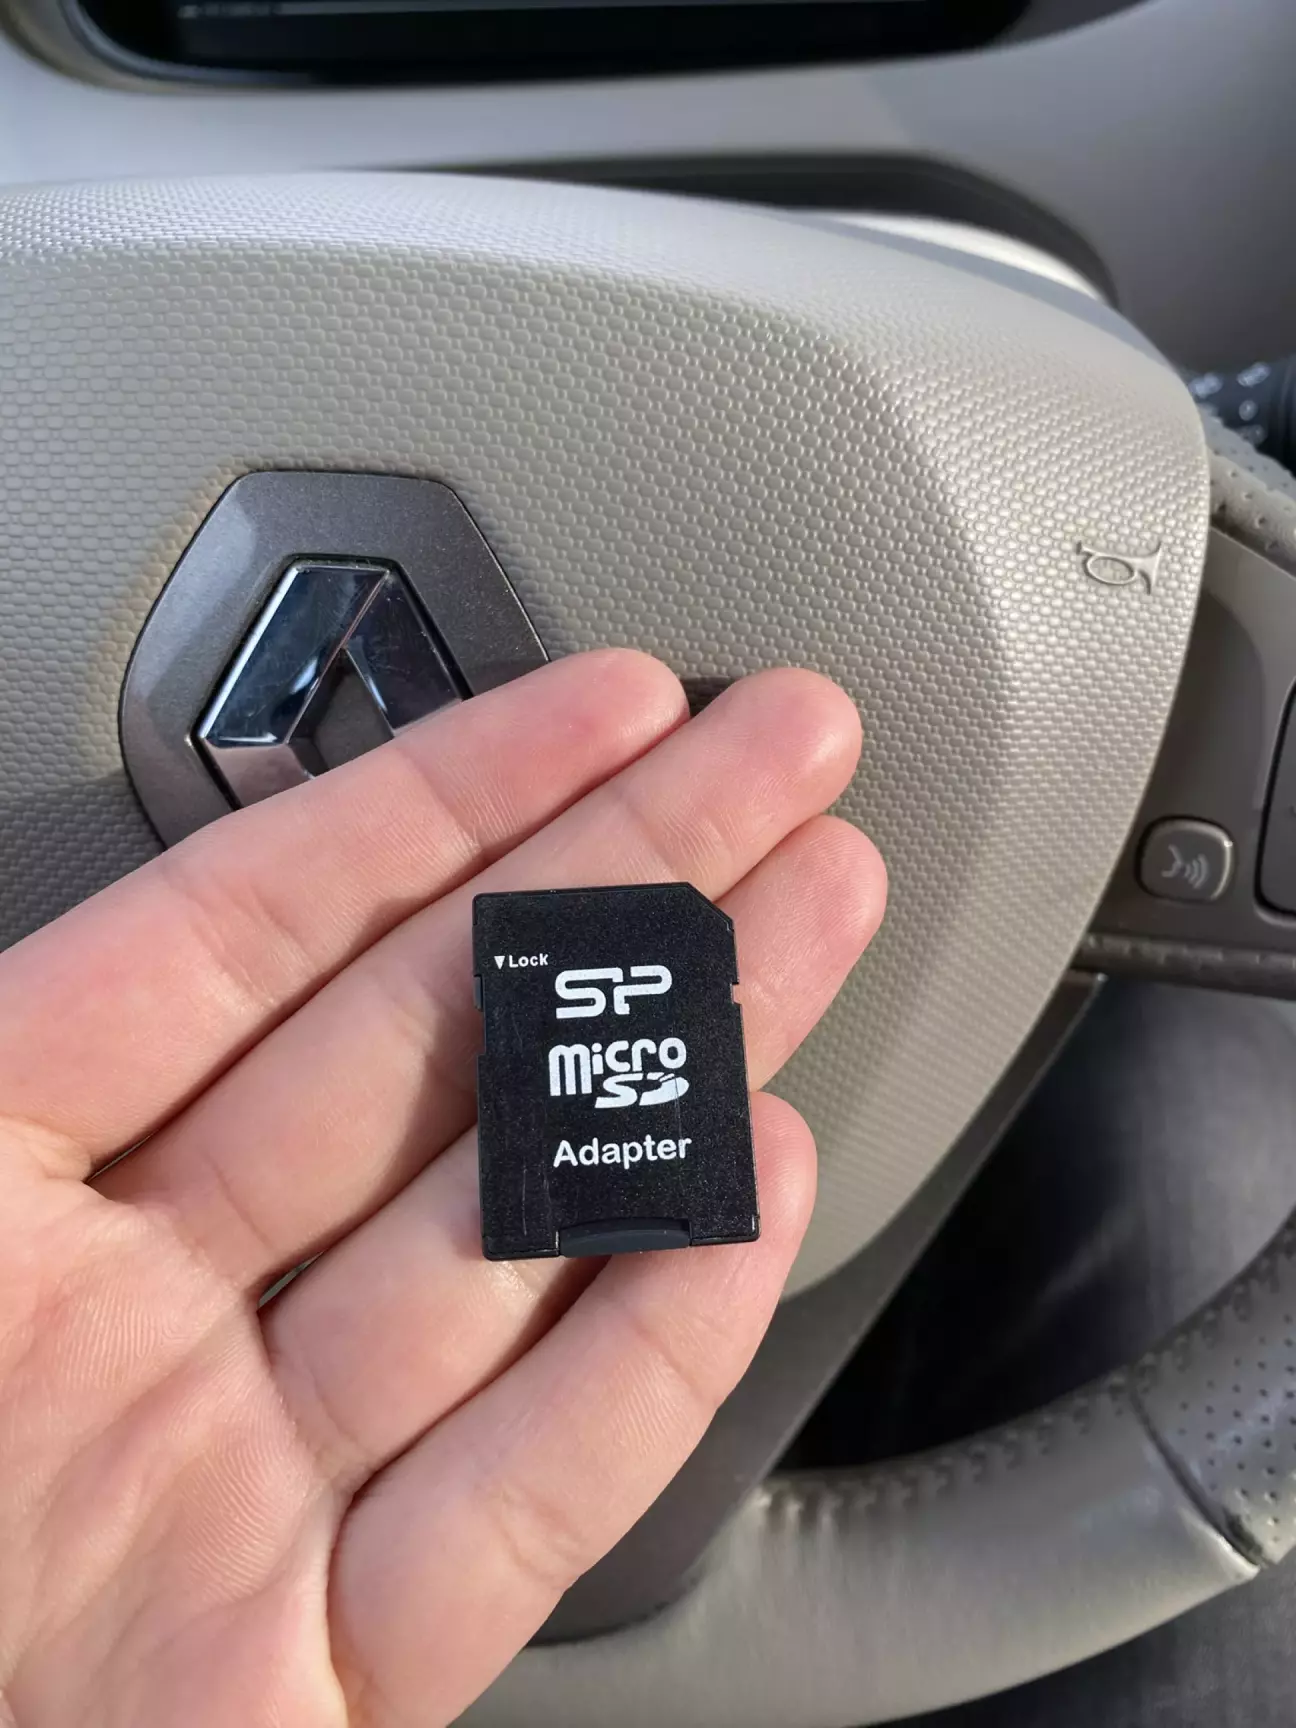 ▼Lock
SP
micro
SD
Adapter